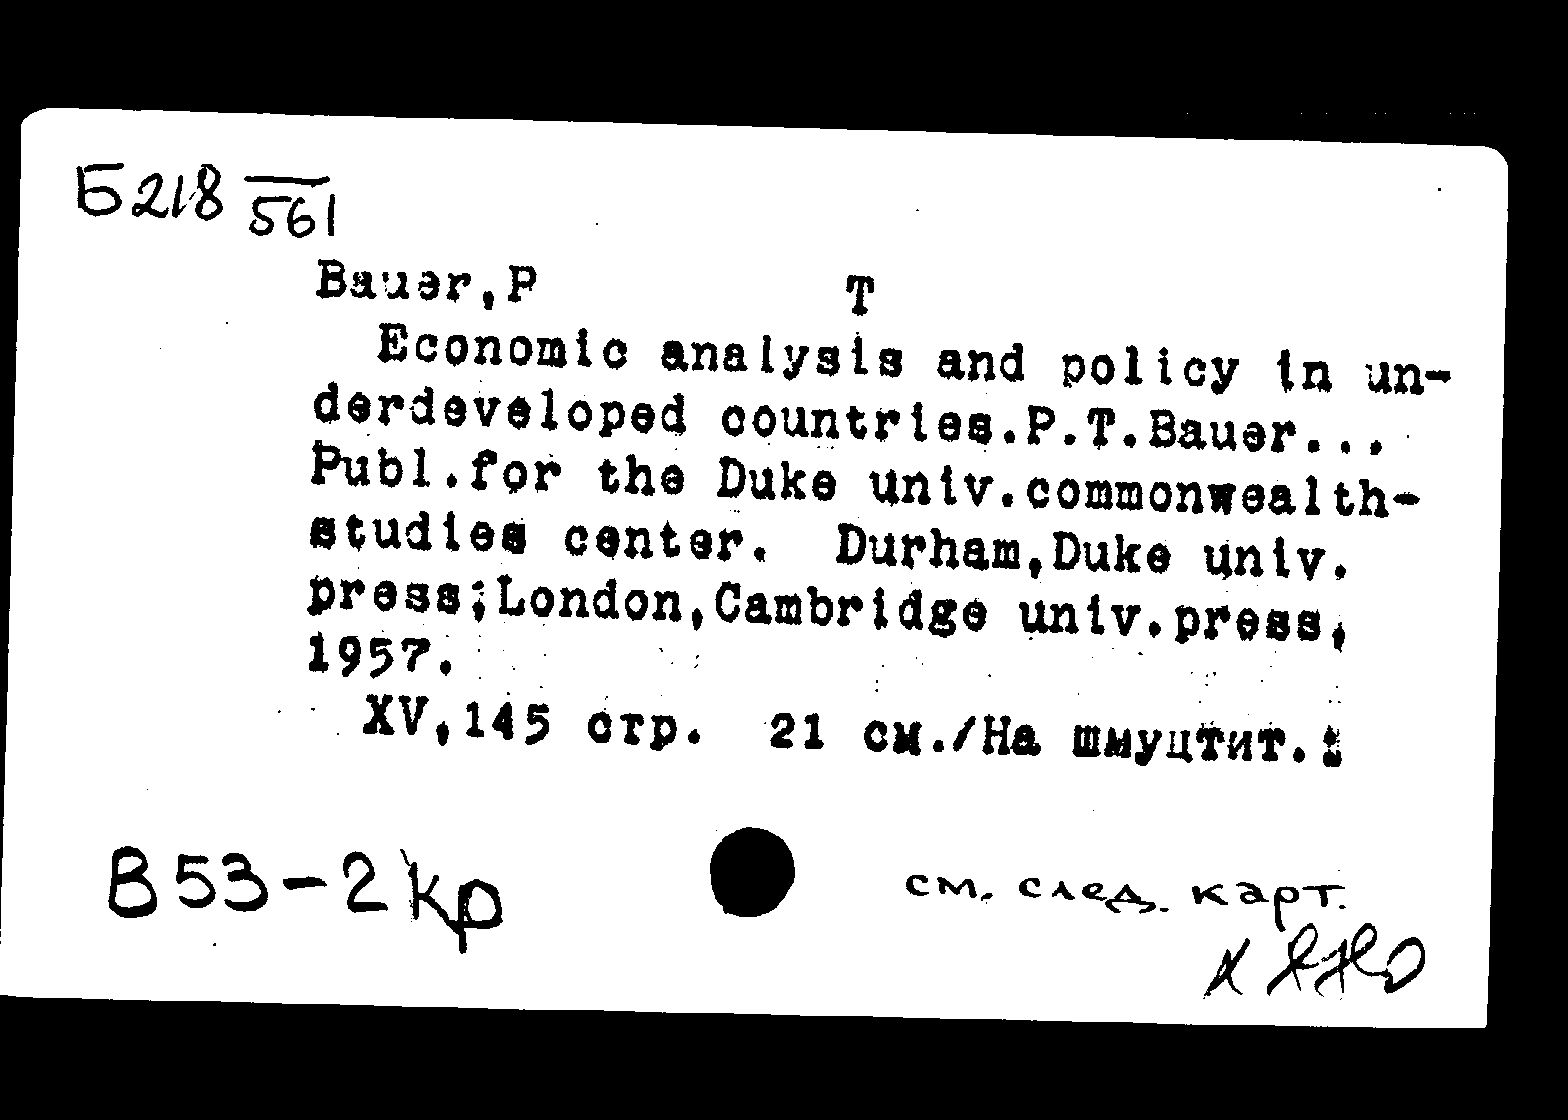 Б218 561
Bauer,P T
Economic analysis and policy in un-
derdeveloped countries.P.T.Bauer...
Publ.for the Duke univ.commonwealth-
studies center. Durham,Duke univ.
press;London,Cambridge univ.press,
1957.
XV,145 стр. 21 см./На шмуцтит.:
В53-2кр
см. след. карт.